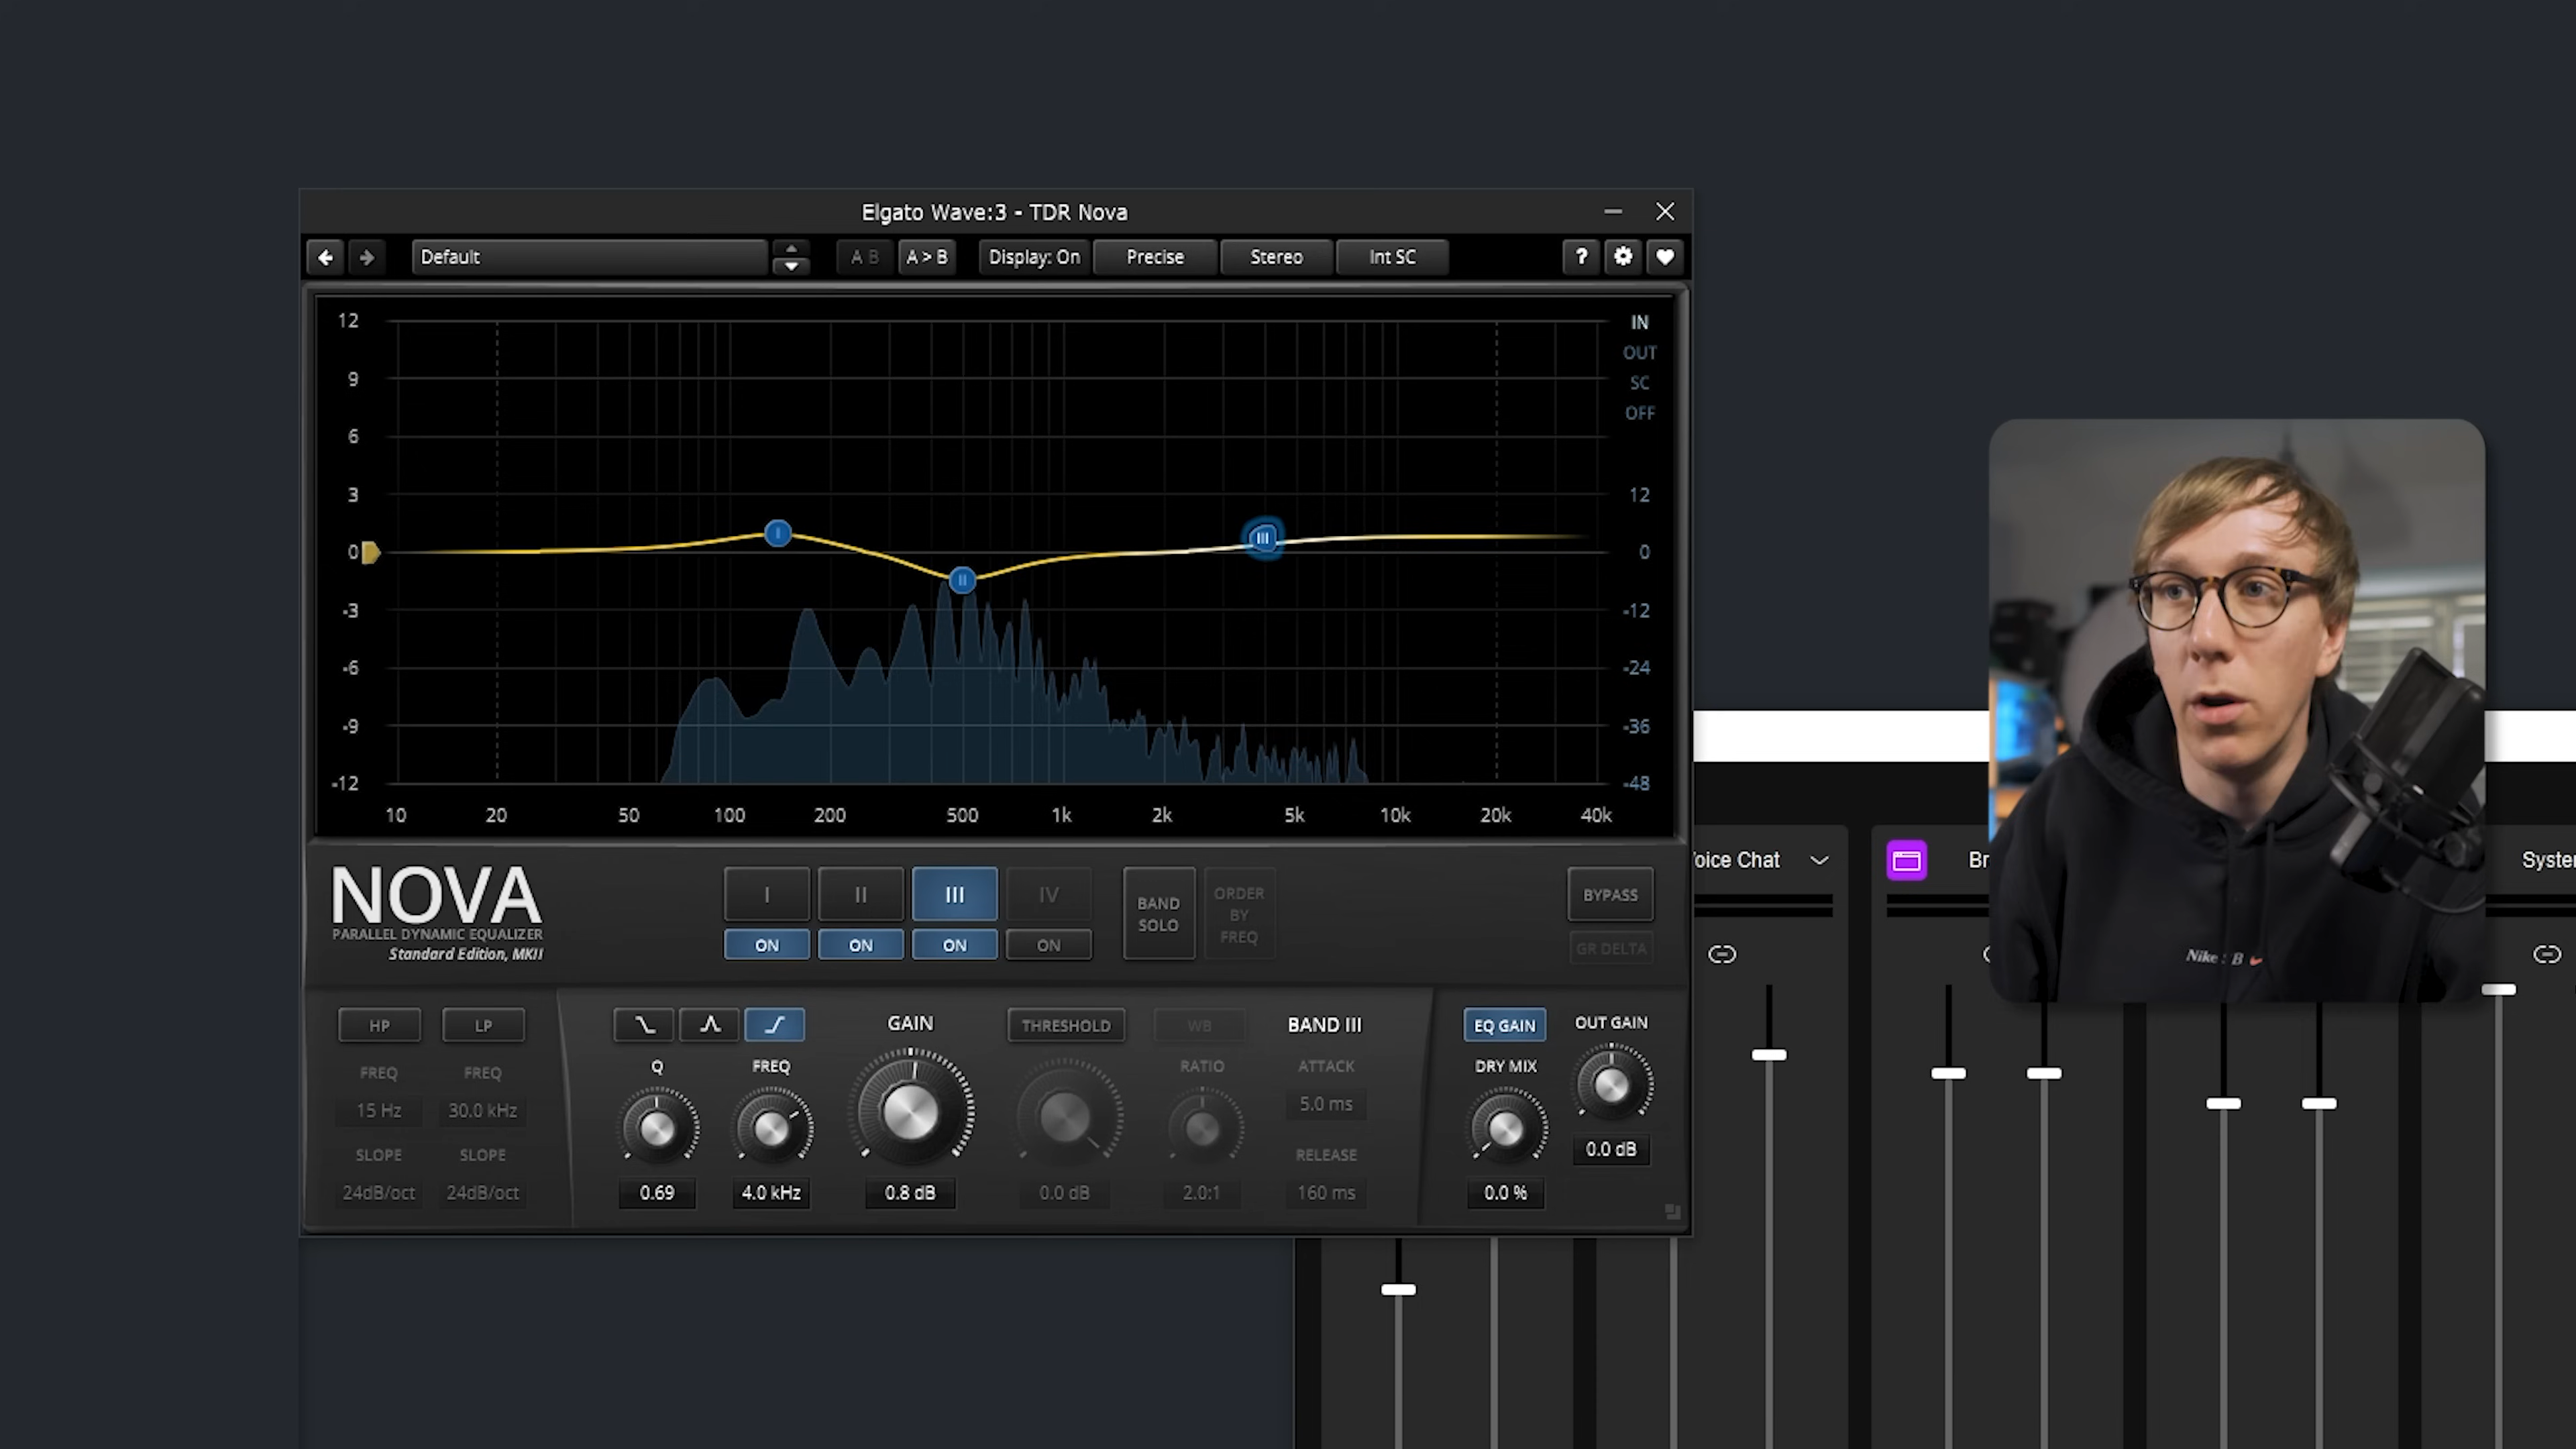 Elgato Wave:3 - TDR Nova
Default
A B
A > B
Display: On
Precise
Stereo
Int SC
?
12
9
6
3
0
-3
-6
-9
-12
IN
OUT
SC
OFF
12
0
-12
-24
-36
-48
I
II
III
10 20 50 100 200 500 1k 2k 5k 10k 20k 40k
NOVA
PARALLEL DYNAMIC EQUALIZER
Standard Edition, MKII
I II III IV
ON ON ON ON
BAND
SOLO
ORDER
BY
FREQ
BYPASS
GR DELTA
HP LP
FREQ FREQ
15 Hz 30.0 kHz
SLOPE SLOPE
24dB/oct 24dB/oct
Q
0.69
FREQ
4.0 kHz
GAIN
0.8 dB
THRESHOLD
0.0 dB
WB
RATIO
2.0:1
BAND III
ATTACK
5.0 ms
RELEASE
160 ms
EQ GAIN
DRY MIX
0.0 %
OUT GAIN
0.0 dB
oice Chat
Br
Syste
Nike : B